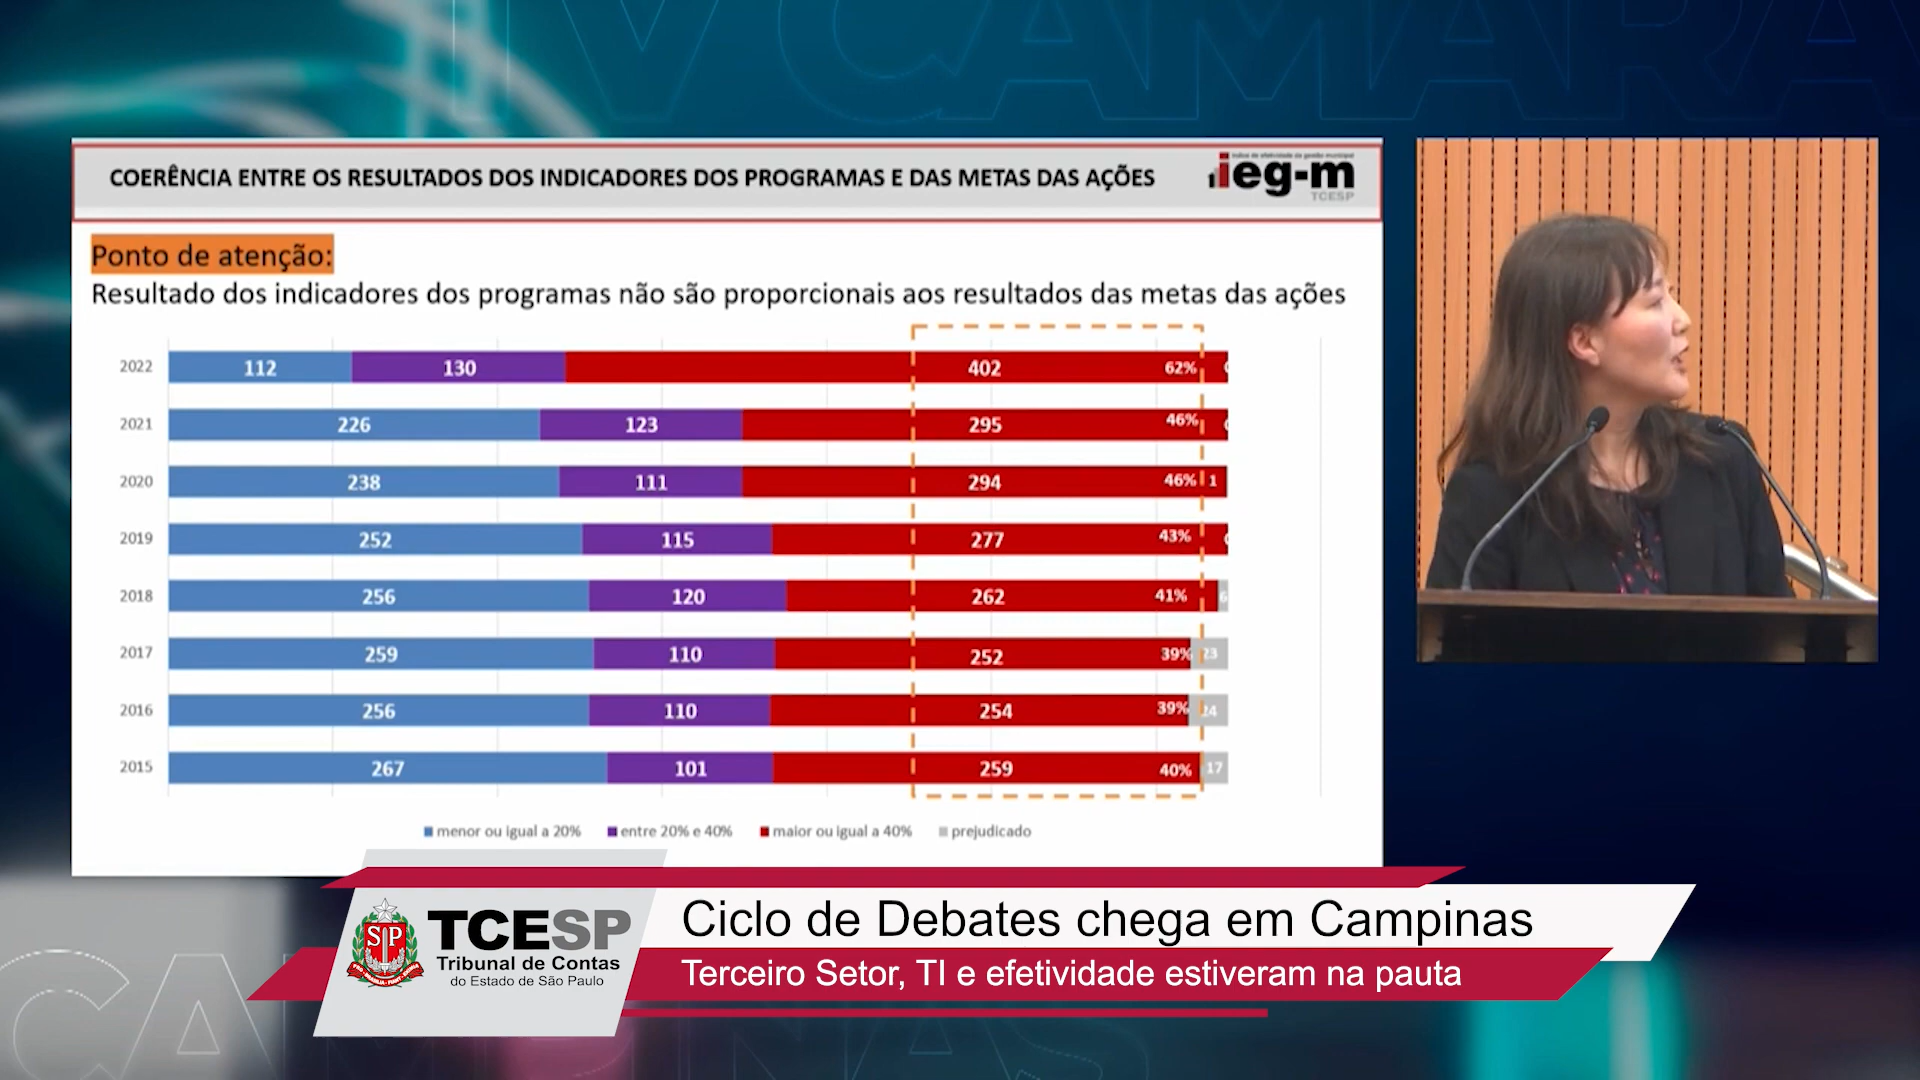 IV CAMARA
COERÊNCIA ENTRE OS RESULTADOS DOS INDICADORES DOS PROGRAMAS E DAS METAS DAS AÇÕES
ieg-m
TCESP
Ponto de atenção:
Resultado dos indicadores dos programas não são proporcionais aos resultados das metas das ações
2022 112 130 402 62%
2021 226 123 295 46%
2020 238 111 294 46% 1
2019 252 115 277 43%
2018 256 120 262 41% 6
2017 259 110 252 39% 23
2016 256 110 254 39% 24
2015 267 101 259 40% 17
menor ou igual a 20% entre 20% e 40% maior ou igual a 40% prejudicado
SP
TCESP
Tribunal de Contas
do Estado de São Paulo
Ciclo de Debates chega em Campinas
Terceiro Setor, TI e efetividade estiveram na pauta
CAMPINAS